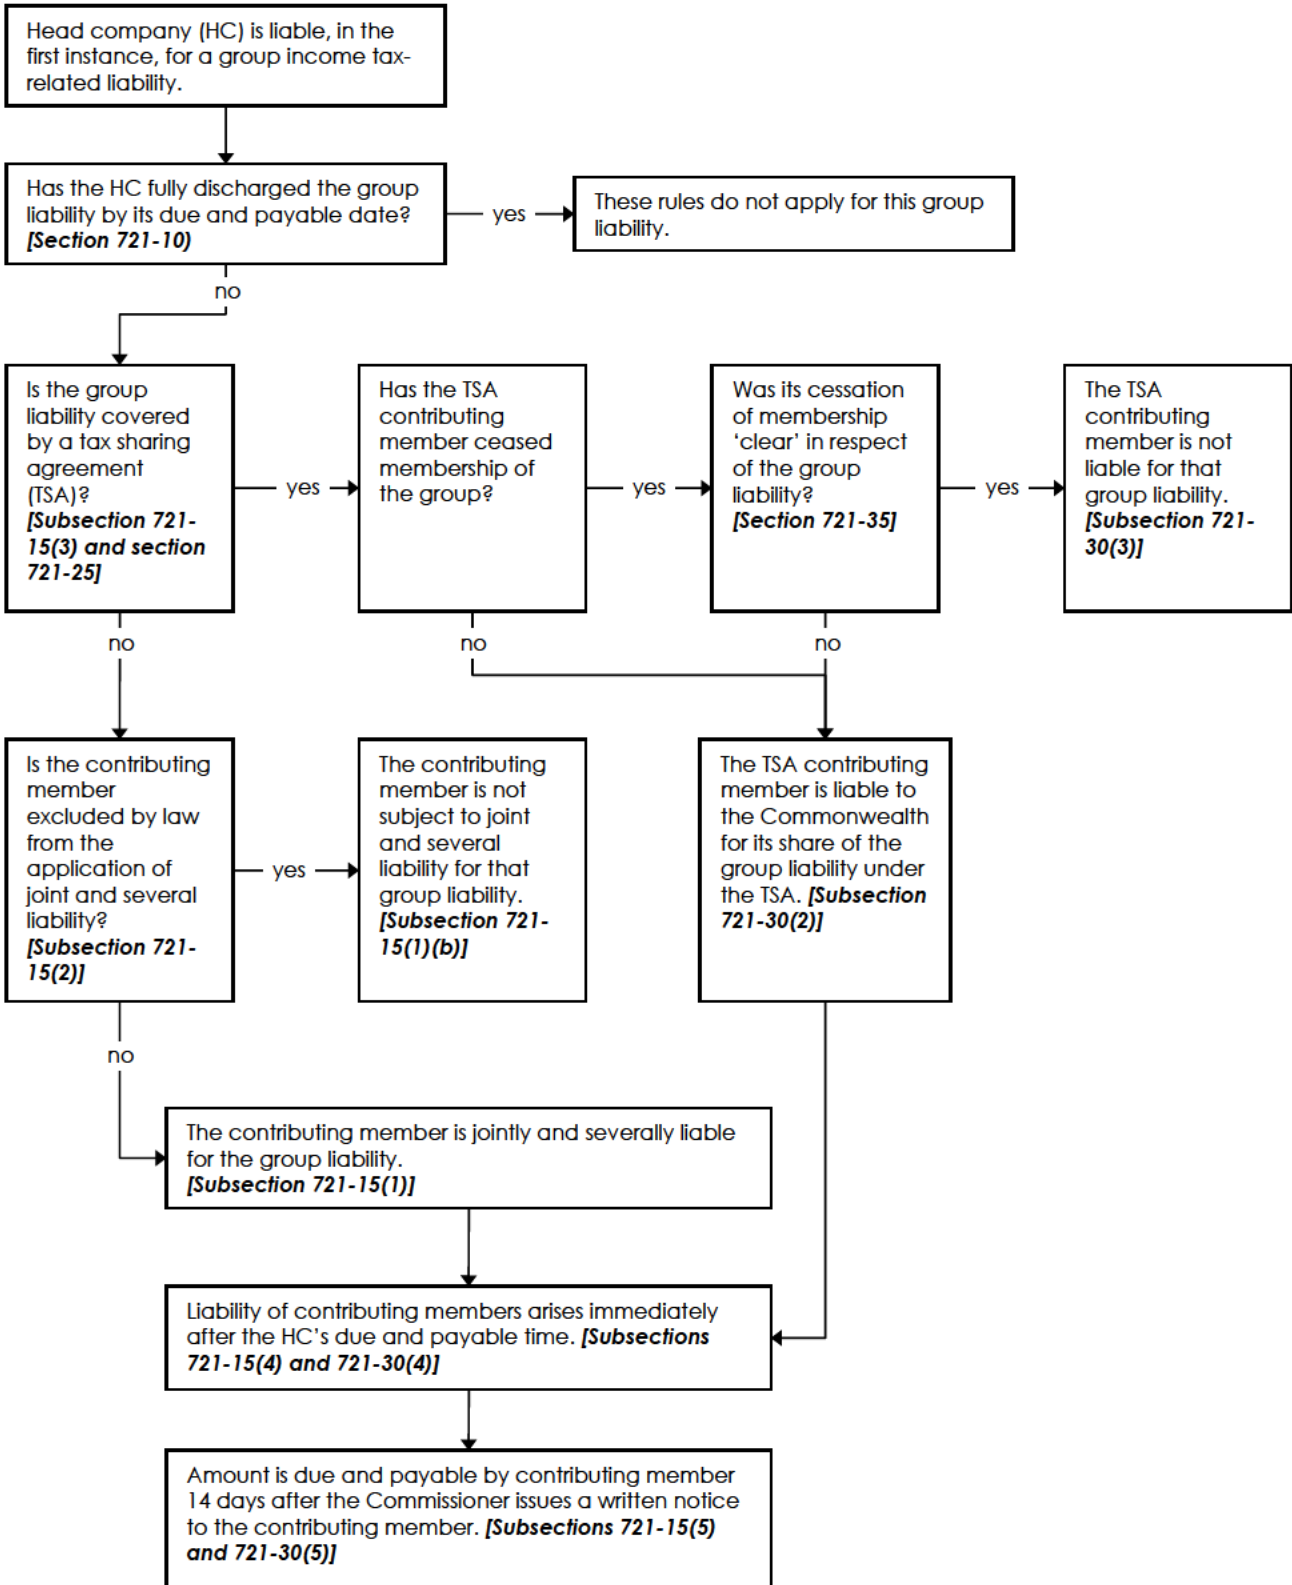 Head company (HC) is liable, in the
first instance, for a group income tax-
related liability.
Has the HC fully discharged the group
liability by its due and payable date?
[Section 721-10)
yes
These rules do not apply for this group
liability.
no
Is the group
liability covered
by a tax sharing
agreement
(TSA)?
[Subsection 721-
15(3) and section
721-25]
yes
Has the TSA
contributing
member ceased
membership of
the group?
yes
Was its cessation
of membership
‘clear’ in respect
of the group
liability?
[Section 721-35]
yes
The TSA
contributing
member is not
liable for that
group liability.
[Subsection 721-
30(3)]
no
no
no
Is the contributing
member
excluded by law
from the
application of
joint and several
liability?
[Subsection 721-
15(2)]
yes
The contributing
member is not
subject to joint
and several
liability for that
group liability.
[Subsection 721-
15(1)(b)]
The TSA contributing
member is liable to
the Commonwealth
for its share of the
group liability under
the TSA. [Subsection
721-30(2)]
no
The contributing member is jointly and severally liable
for the group liability.
[Subsection 721-15(1)]
Liability of contributing members arises immediately
after the HC’s due and payable time. [Subsections
721-15(4) and 721-30(4)]
Amount is due and payable by contributing member
14 days after the Commissioner issues a written notice
to the contributing member. [Subsections 721-15(5)
and 721-30(5)]